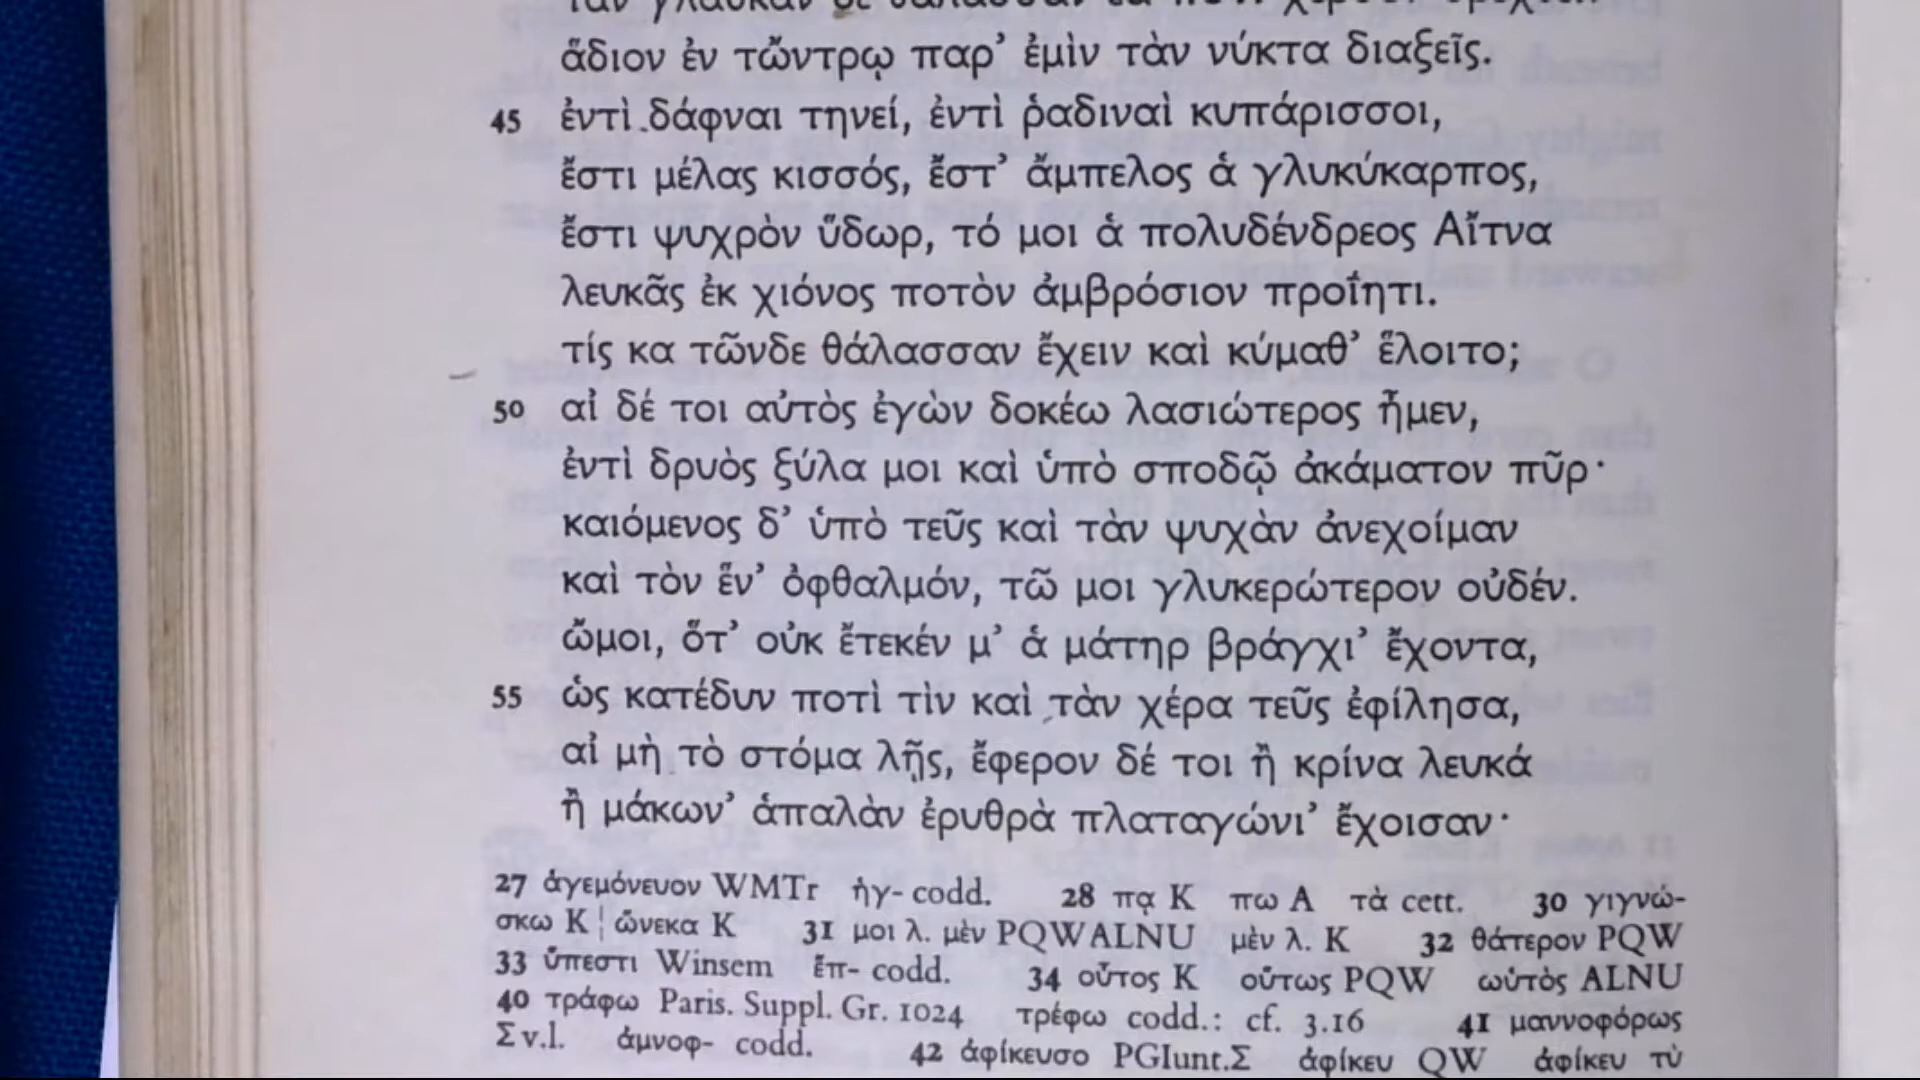 τὰν γλαυκὰν δὲ θάλασσαν ἔα ποτὶ χέρσον
ἅδιον ἐν τὤντρῳ παρ’ ἐμὶν τὰν νύκτα διαξεῖς.
45 ἐντὶ δάφναι τηνεί, ἐντὶ ῥαδιναὶ κυπάρισσοι,
ἔστι μέλας κισσός, ἔστ’ ἄμπελος ἁ γλυκύκαρπος,
ἔστι ψυχρὸν ὕδωρ, τό μοι ἁ πολυδένδρεος Αἴτνα
λευκᾶς ἐκ χιόνος ποτὸν ἀμβρόσιον προΐητι.
τίς κα τῶνδε θάλασσαν ἔχειν καὶ κύμαθ’ ἕλοιτο;
50 αἰ δέ τοι αὐτὸς ἐγὼν δοκέω λασιώτερος ἦμεν,
ἐντὶ δρυὸς ξύλα μοι καὶ ὑπὸ σποδῷ ἀκάματον πῦρ·
καιόμενος δ’ ὑπὸ τεῦς καὶ τὰν ψυχὰν ἀνεχοίμαν
καὶ τὸν ἕν’ ὀφθαλμόν, τῶ μοι γλυκερώτερον οὐδέν.
ὤμοι, ὅτ’ οὐκ ἔτεκέν μ’ ἁ μάτηρ βράγχι’ ἔχοντα,
55 ὡς κατέδυν ποτὶ τὶν καὶ τὰν χέρα τεῦς ἐφίλησα,
αἰ μὴ τὸ στόμα λῇς, ἔφερον δέ τοι ἢ κρίνα λευκά
ἢ μάκων’ ἁπαλὰν ἐρυθρὰ πλαταγώνι’ ἔχοισαν·
27 ἁγεμόνευον WMTr ἡγ- codd. 28 πᾳ K πω A τὰ cett. 30 γιγνώ-
σκω K ¦ ὥνεκα K 31 μοι λ. μὲν PQWALNU μὲν λ. K 32 θάτερον PQW
33 ὕπεστι Winsem ἔπ- codd. 34 οὗτος K οὕτως PQW ωὑτὸς ALNU
40 τράφω Paris. Suppl. Gr. 1024 τρέφω codd.: cf. 3.16 41 μαννοφόρως
Σ v.l. ἀμνοφ- codd. 42 ἀφίκευσο PGIunt.Σ ἀφίκευ QW ἀφίκευ τὺ